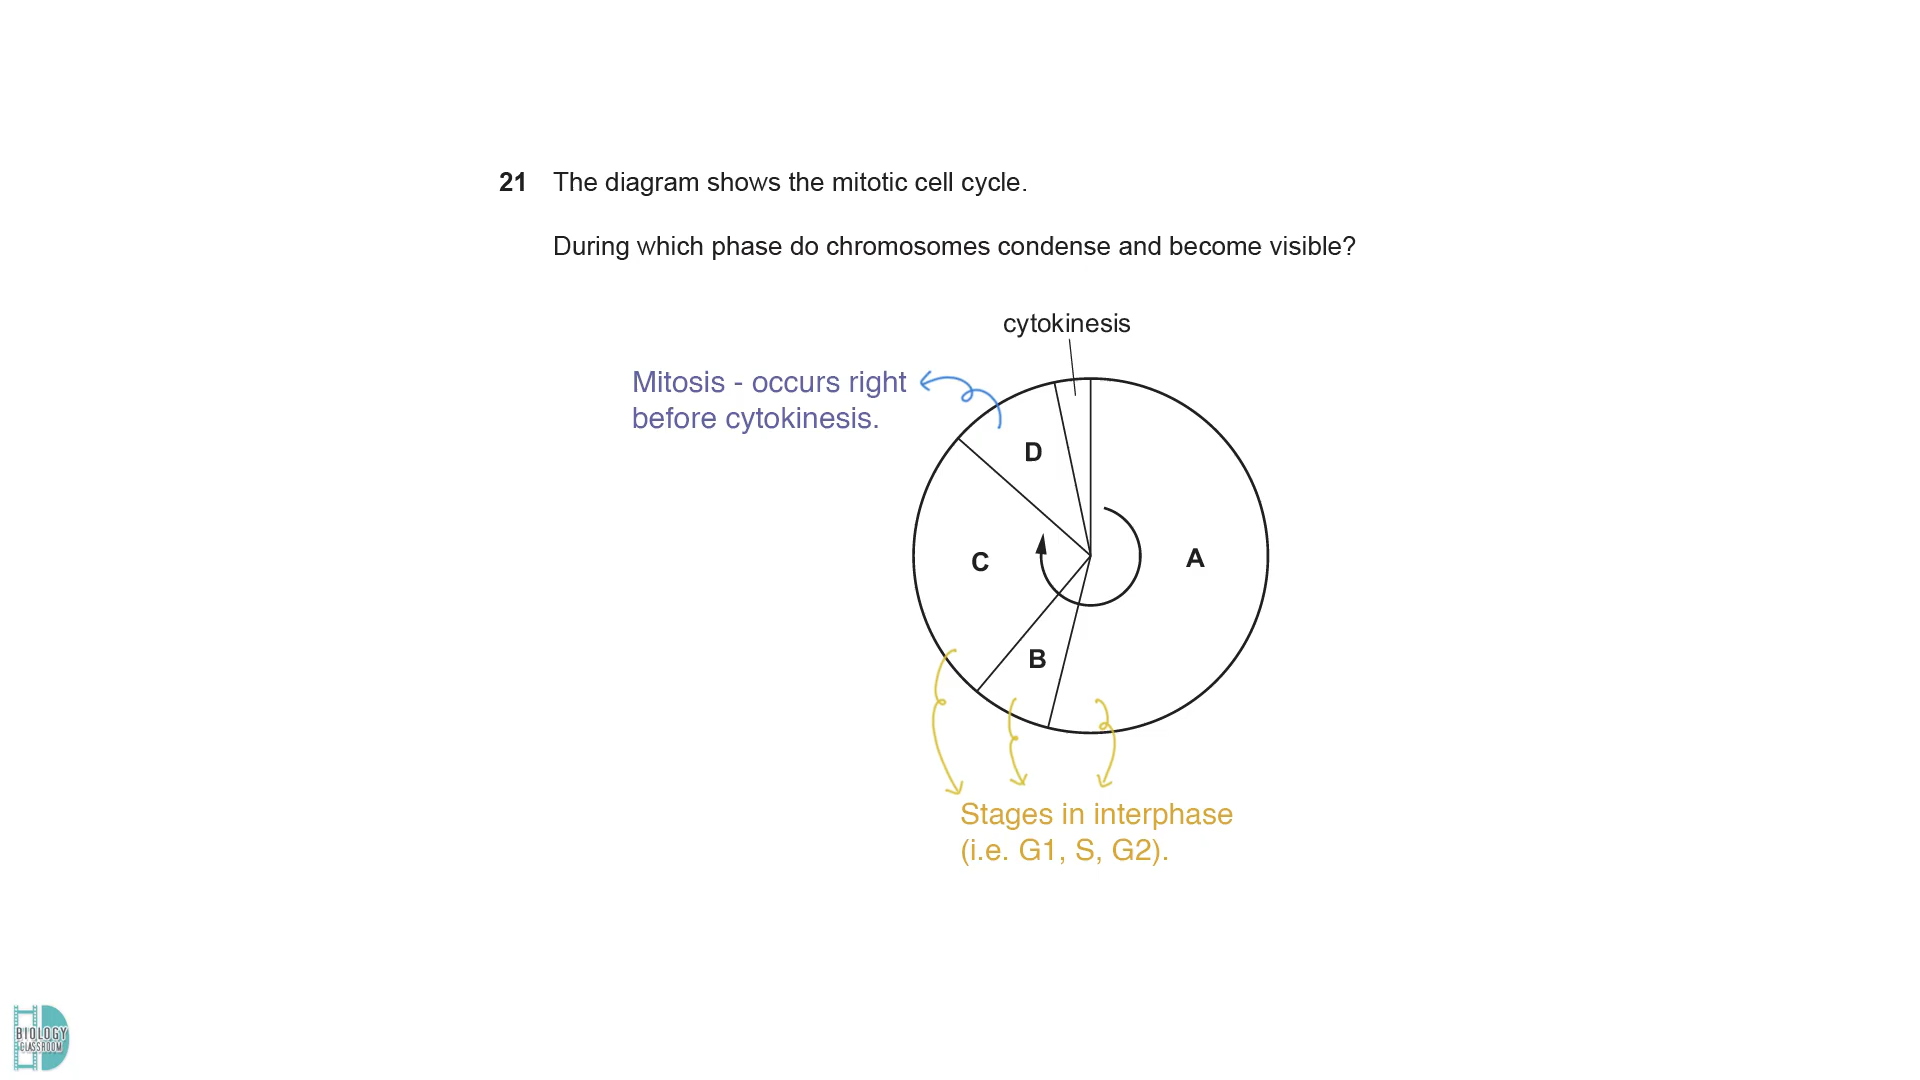 21 The diagram shows the mitotic cell cycle.
During which phase do chromosomes condense and become visible?
cytokinesis
Mitosis - occurs right
before cytokinesis.
D
C
A
B
Stages in interphase
(i.e. G1, S, G2).
BIOLOGY
CLASSROOM